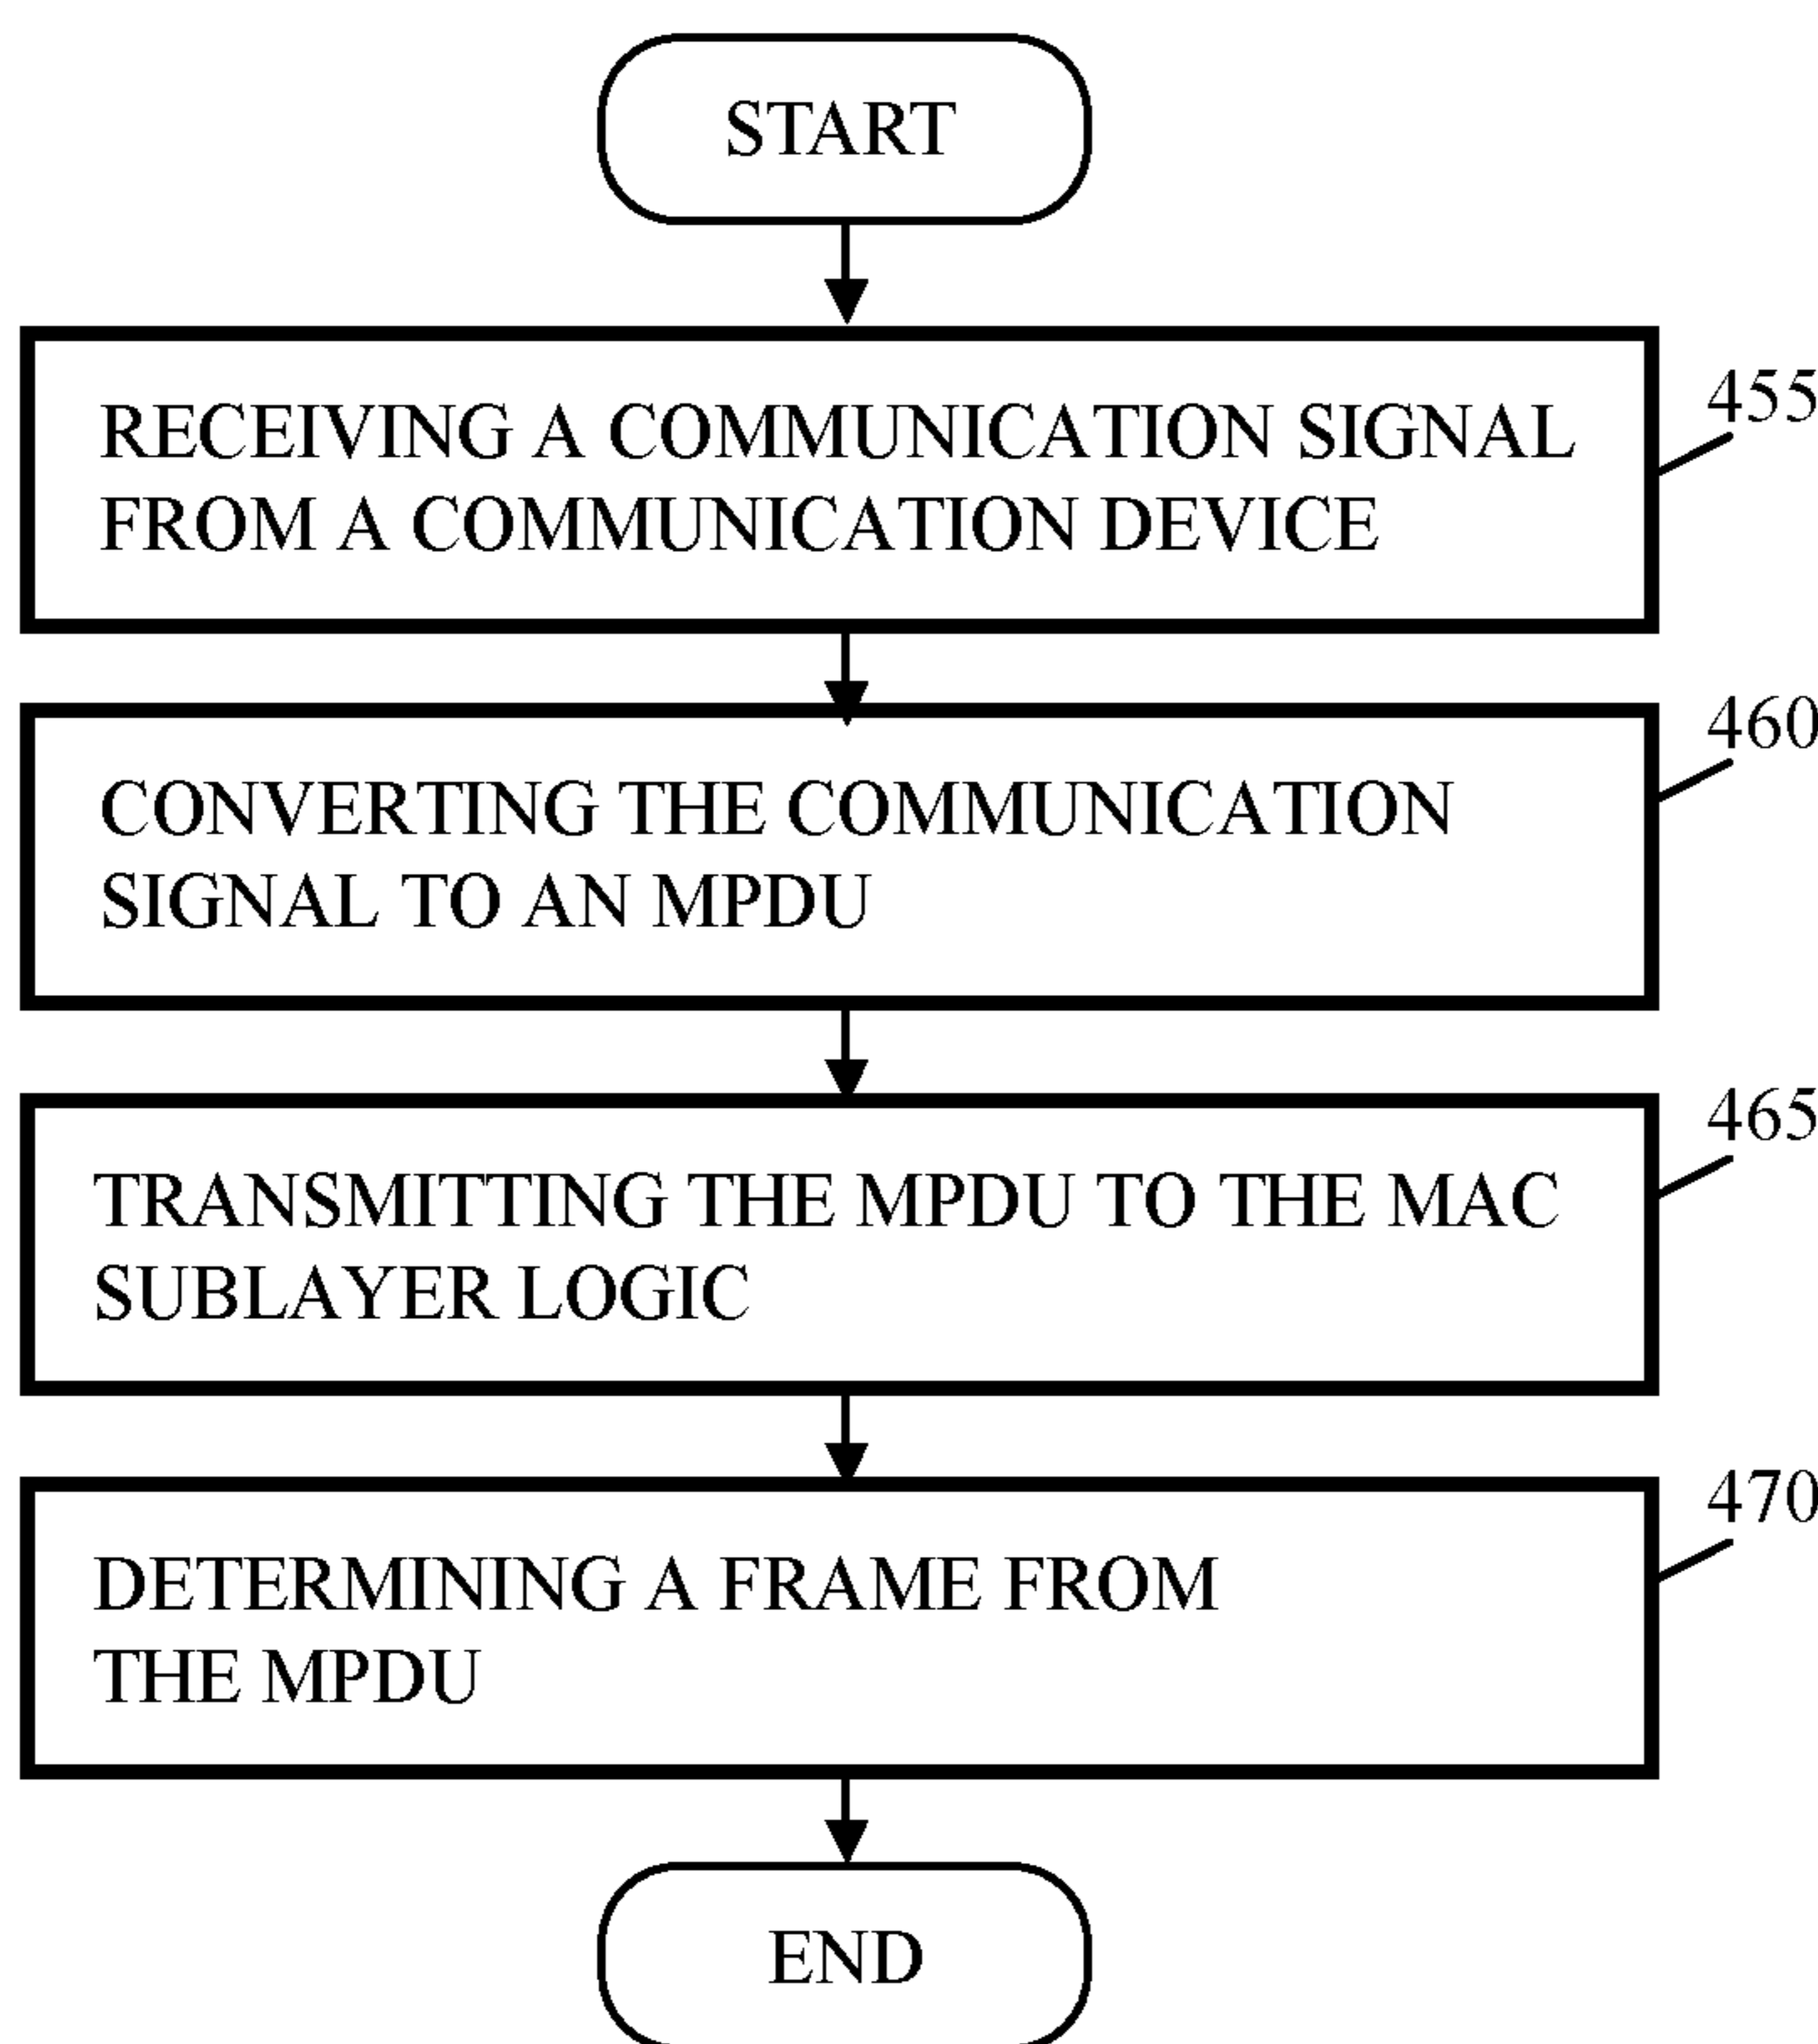 START
455
RECEIVING A COMMUNICATION SIGNAL
FROM A COMMUNICATION DEVICE
460
CONVERTING THE COMMUNICATION
SIGNAL TO AN MPDU
465
TRANSMITTING THE MPDU TO THE MAC
SUBLAYER LOGIC
470
DETERMINING A FRAME FROM
THE MPDU
END